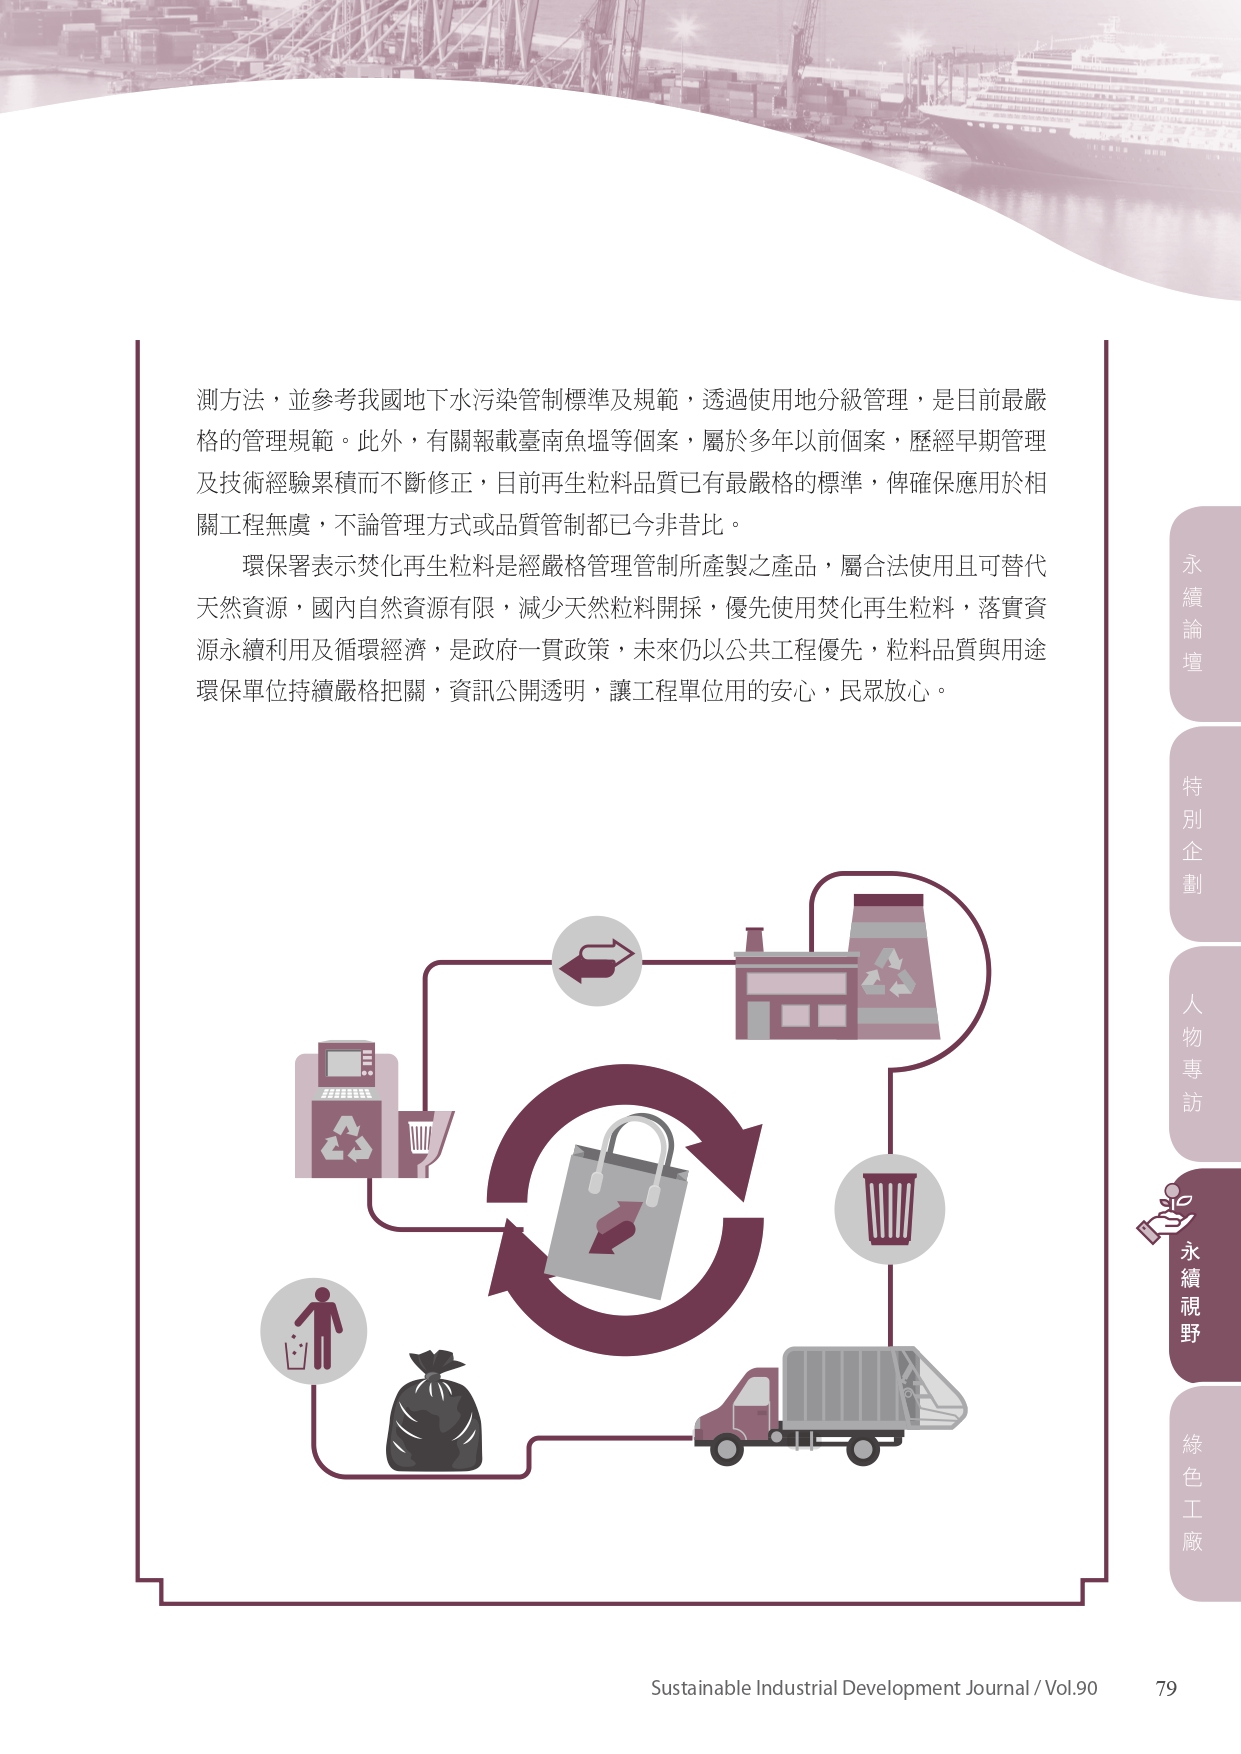 測方法，並參考我國地下水污染管制標準及規範，透過使用地分級管理，是目前最嚴
格的管理規範。此外，有關報載臺南魚塭等個案，屬於多年以前個案，歷經早期管理
及技術經驗累積而不斷修正，目前再生粒料品質已有最嚴格的標準，俾確保應用於相
關工程無虞，不論管理方式或品質管制都已今非昔比。
環保署表示焚化再生粒料是經嚴格管理管制所產製之產品，屬合法使用且可替代
天然資源，國內自然資源有限，減少天然粒料開採，優先使用焚化再生粒料，落實資
源永續利用及循環經濟，是政府一貫政策，未來仍以公共工程優先，粒料品質與用途
環保單位持續嚴格把關，資訊公開透明，讓工程單位用的安心，民眾放心。
永續論壇
特別企劃
人物專訪
永續視野
綠色工廠
Sustainable Industrial Development Journal / Vol.90
79